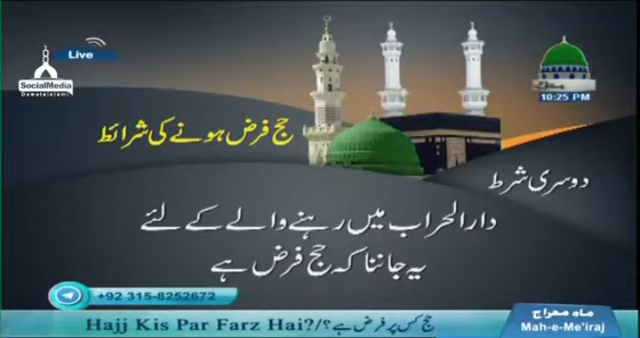 Live
SocialMedia
Dawateislami
10:25 PM
حج فرض ہونے کی شرائط
دوسری شرط
دارالحراب میں رہنے والے کے لئے
یہ جاننا کہ حج فرض ہے
+92 315-8252672
Hajj Kis Par Farz Hai?/حج کس پر فرض ہے؟
ماہِ معراج
Mah-e-Me'iraj